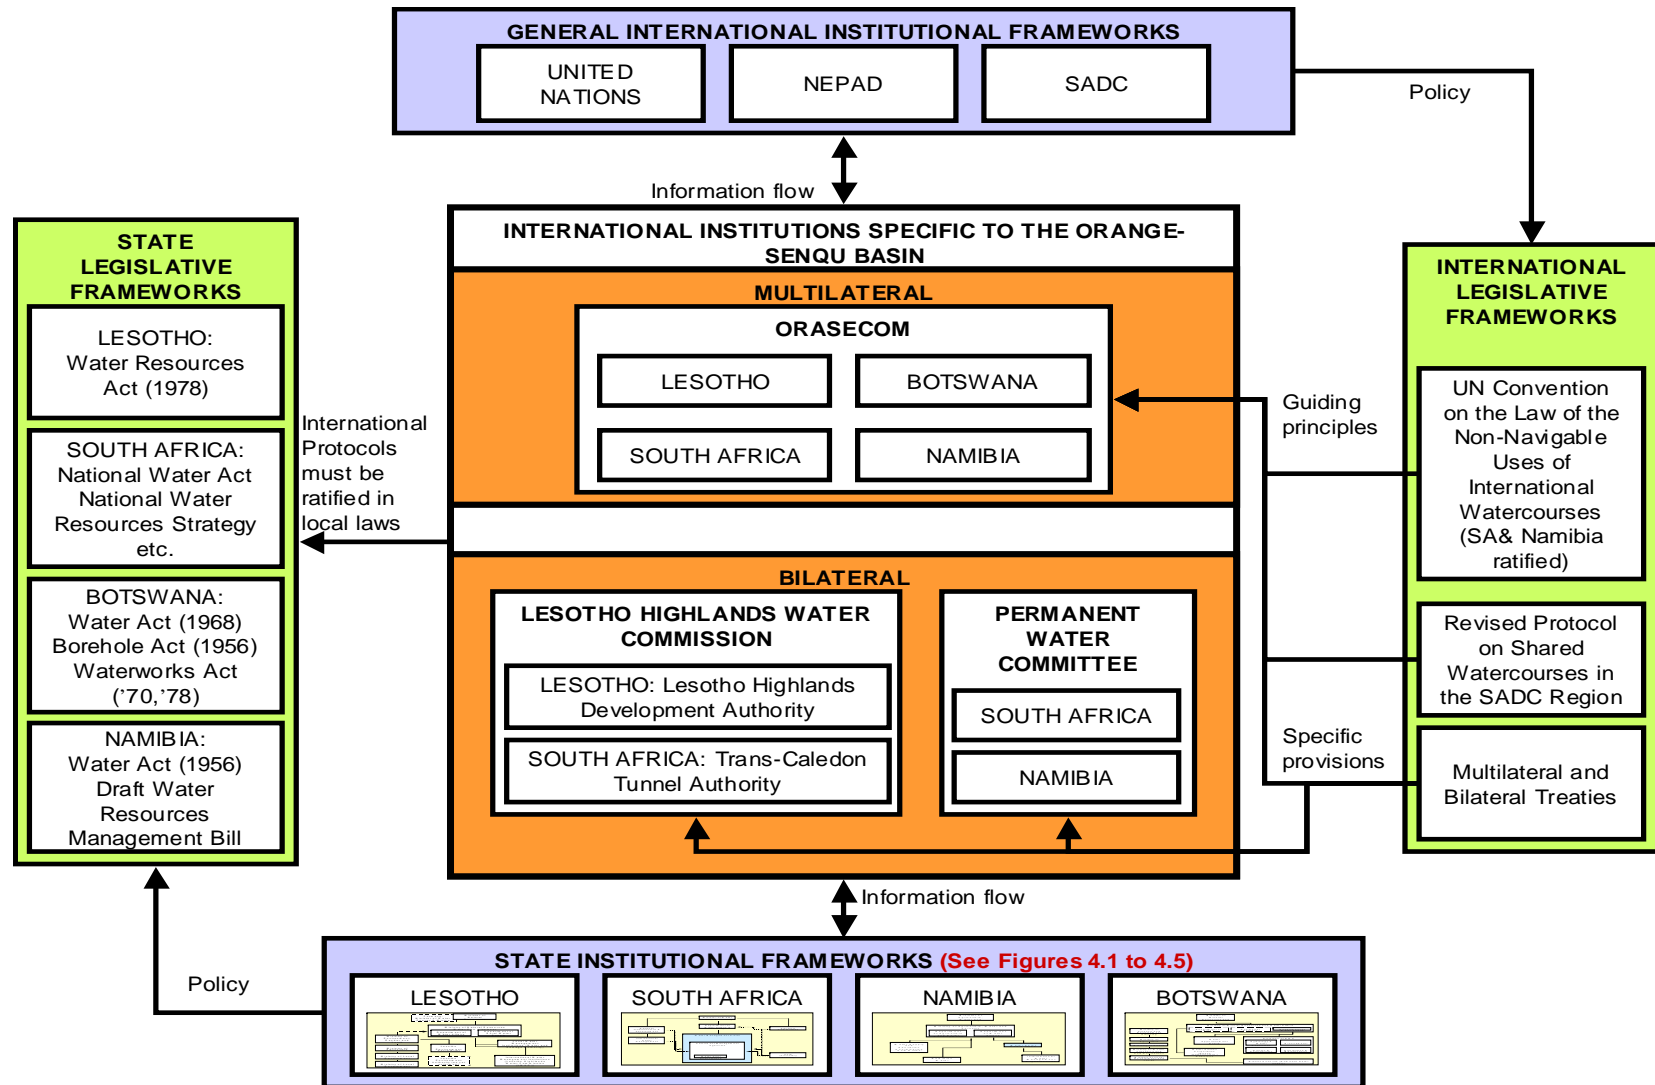 GENERAL INTERNATIONAL INSTITUTIONAL FRAMEWORKS
UNITED
NATIONS
NEPAD
SADC
Policy
Information flow
STATE
LEGISLATIVE
FRAMEWORKS
LESOTHO:
Water Resources
Act (1978)
SOUTH AFRICA:
National Water Act
National Water
Resources Strategy
etc.
BOTSWANA:
Water Act (1968)
Borehole Act (1956)
Waterworks Act
('70,'78)
NAMIBIA:
Water Act (1956)
Draft Water
Resources
Management Bill
International
Protocols
must be
ratified in
local laws
INTERNATIONAL INSTITUTIONS SPECIFIC TO THE ORANGE-
SENQU BASIN
MULTILATERAL
ORASECOM
LESOTHO
BOTSWANA
SOUTH AFRICA
NAMIBIA
BILATERAL
LESOTHO HIGHLANDS WATER
COMMISSION
LESOTHO: Lesotho Highlands
Development Authority
SOUTH AFRICA: Trans-Caledon
Tunnel Authority
PERMANENT
WATER
COMMITTEE
SOUTH AFRICA
NAMIBIA
Guiding
principles
Specific
provisions
INTERNATIONAL
LEGISLATIVE
FRAMEWORKS
UN Convention
on the Law of the
Non-Navigable
Uses of
International
Watercourses
(SA& Namibia
ratified)
Revised Protocol
on Shared
Watercourses in
the SADC Region
Multilateral and
Bilateral Treaties
Information flow
Policy
STATE INSTITUTIONAL FRAMEWORKS (See Figures 4.1 to 4.5)
LESOTHO
SOUTH AFRICA
NAMIBIA
BOTSWANA